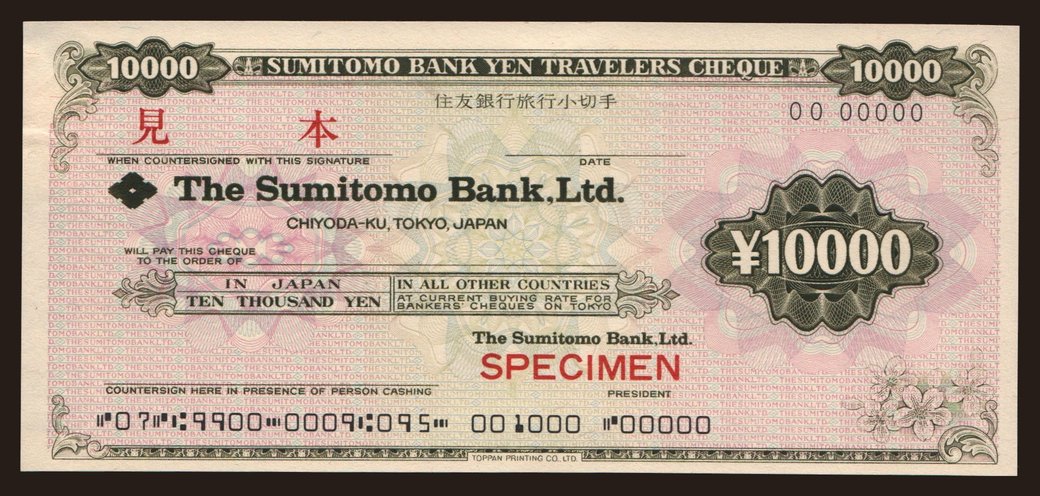 10000 SUMITOMO BANK YEN TRAVELERS CHEQUE 10000
住友銀行旅行小切手
00 00000
見 本
WHEN COUNTERSIGNED WITH THIS SIGNATURE DATE
The Sumitomo Bank,Ltd.
CHIYODA-KU, TOKYO, JAPAN
¥10000
WILL PAY THIS CHEQUE
TO THE ORDER OF
IN JAPAN
TEN THOUSAND YEN
IN ALL OTHER COUNTRIES
AT CURRENT BUYING RATE FOR
BANKERS' CHEQUES ON TOKYO
The Sumitomo Bank,Ltd.
SPECIMEN
COUNTERSIGN HERE IN PRESENCE OF PERSON CASHING PRESIDENT
⑈07⑈⑆9900⑉0009⑆095⑉ 001000 ⑈00000
TOPPAN PRINTING CO. LTD.